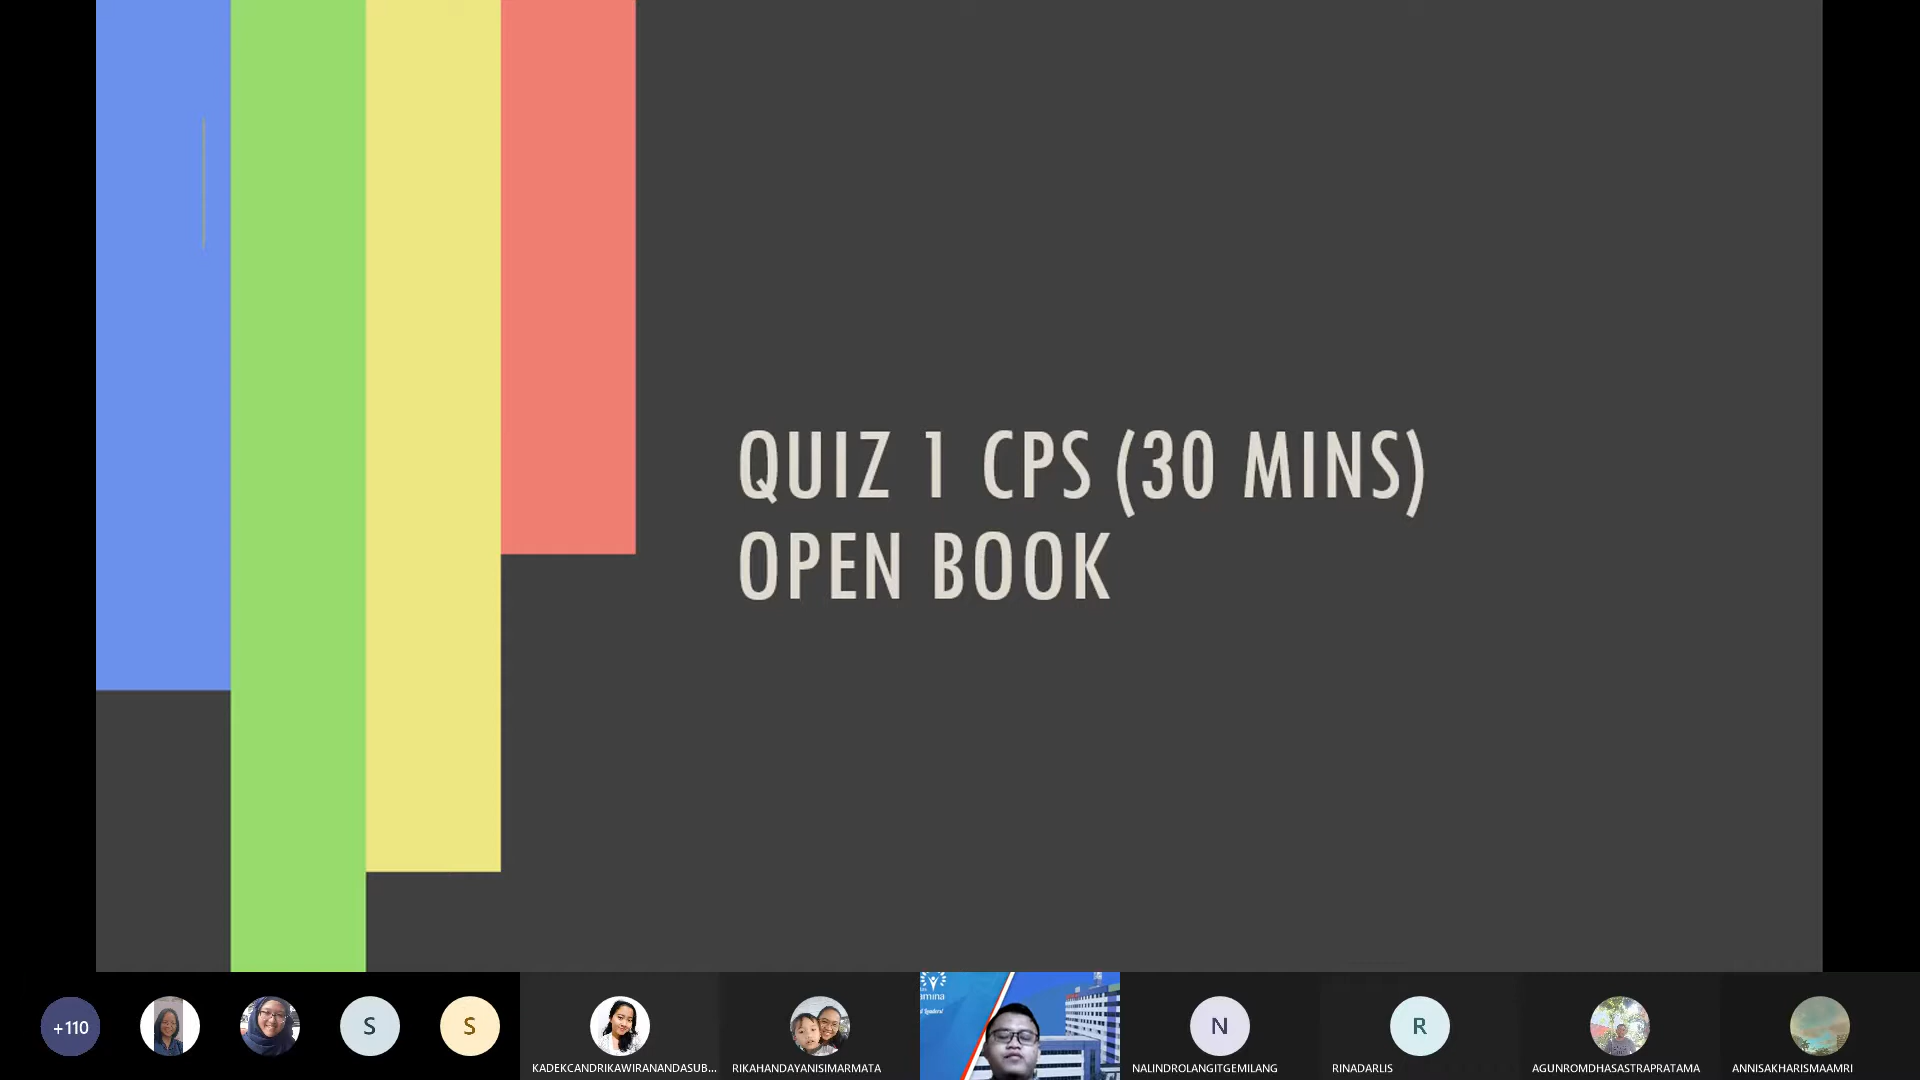 QUIZ 1 CPS (30 MINS)
OPEN BOOK
+110
S
S
KADEKCANDRIKAWIRANANDASUB...
RIKAHANDAYANISIMARMATA
N
NALINDROLANGITGEMILANG
R
RINADARLIS
AGUNROMDHASASTRAPRATAMA
ANNISAKHARISMAAMRI